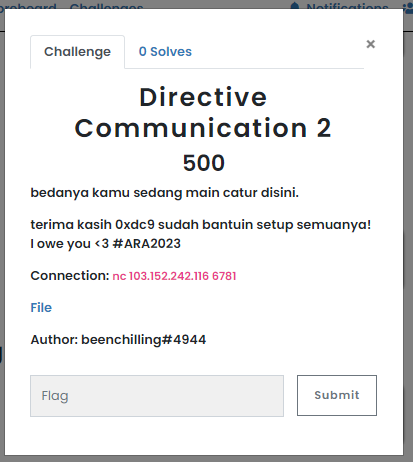 Challenges
Notifications
Challenge
0 Solves
×
Directive
Communication 2
500
bedanya kamu sedang main catur disini.
terima kasih 0xdc9 sudah bantuin setup semuanya!
I owe you <3 #ARA2023
Connection: nc 103.152.242.116 6781
File
Author: beenchilling#4944
Flag
Submit